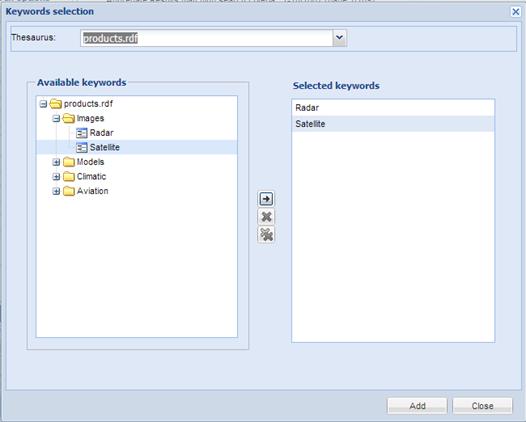 Keywords selection
Thesaurus: products.rdf
Available keywords
products.rdf
Images
Radar
Satellite
Models
Climatic
Aviation
Selected keywords
Radar
Satellite
Add Close